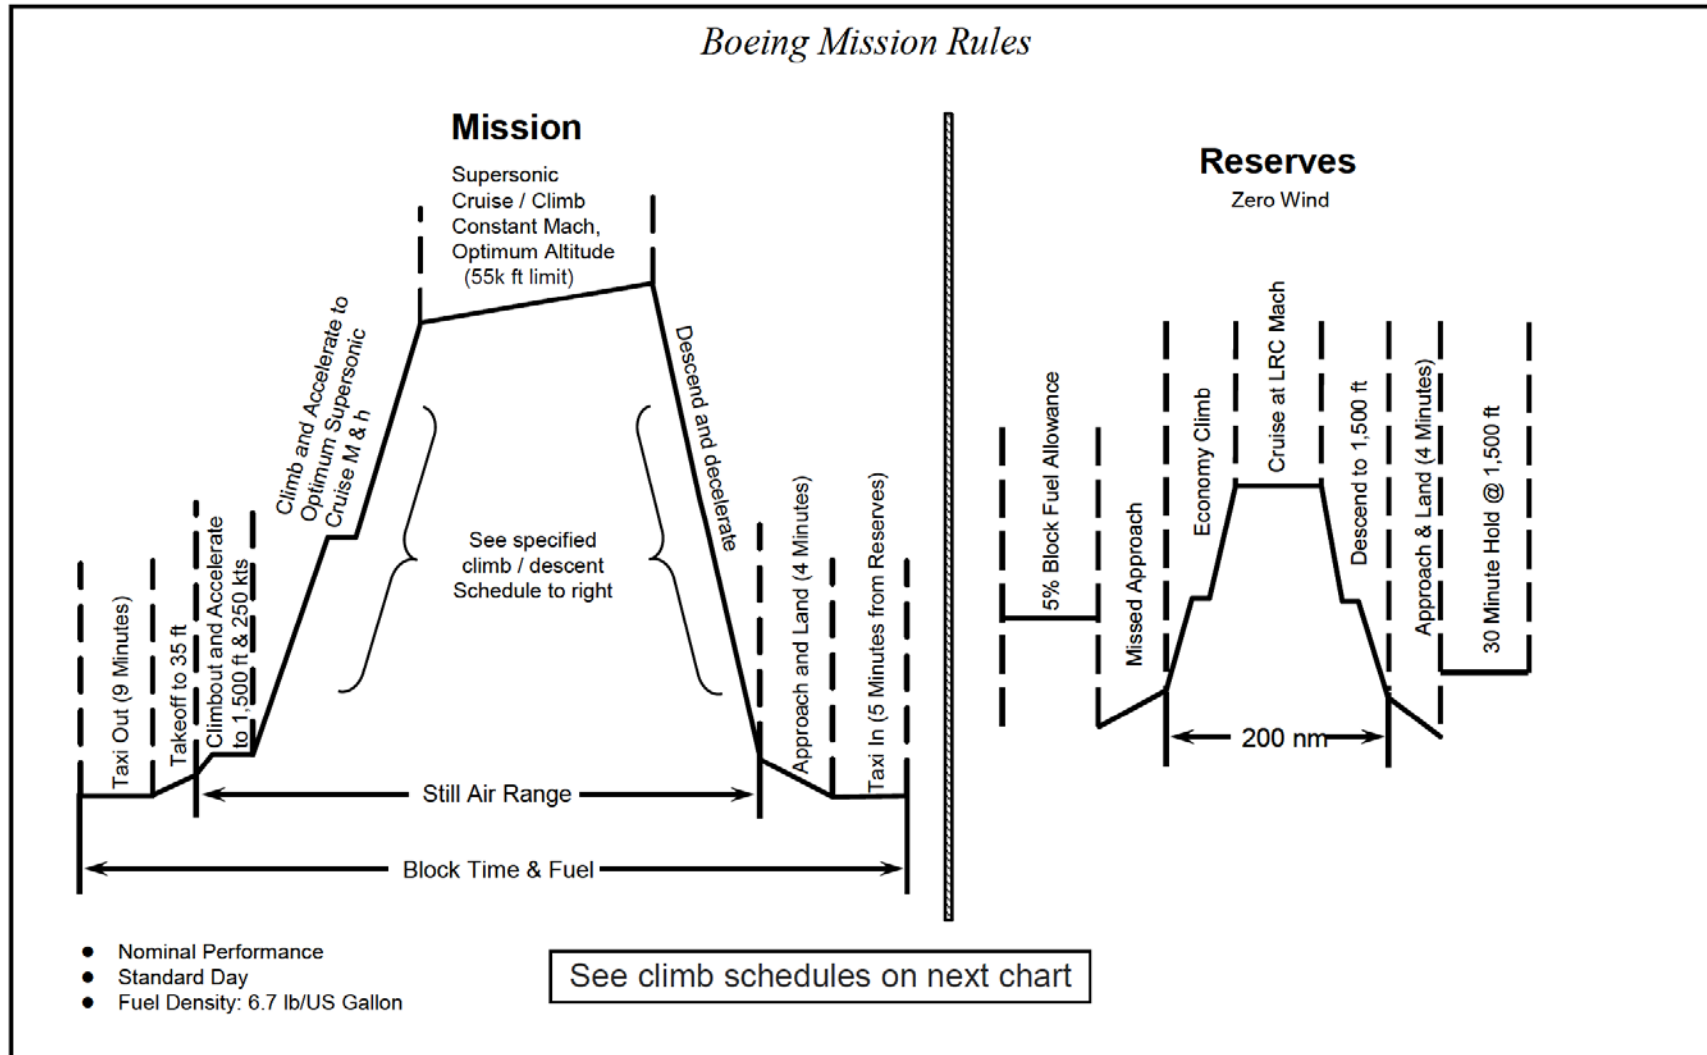 Boeing Mission Rules
Mission
Supersonic
Cruise / Climb
Constant Mach,
Optimum Altitude
(55k ft limit)
Taxi Out (9 Minutes)
Takeoff to 35 ft
Climbout and Accelerate
to 1,500 ft & 250 kts
Climb and Accelerate to
Optimum Supersonic
Cruise M & h
See specified
climb / descent
Schedule to right
Descend and decelerate
Approach and Land (4 Minutes)
Taxi In (5 Minutes from Reserves)
Still Air Range
Block Time & Fuel
Reserves
Zero Wind
5% Block Fuel Allowance
Missed Approach
Economy Climb
Cruise at LRC Mach
Descend to 1,500 ft
Approach & Land (4 Minutes)
30 Minute Hold @ 1,500 ft
200 nm
● Nominal Performance
● Standard Day
● Fuel Density: 6.7 lb/US Gallon
See climb schedules on next chart